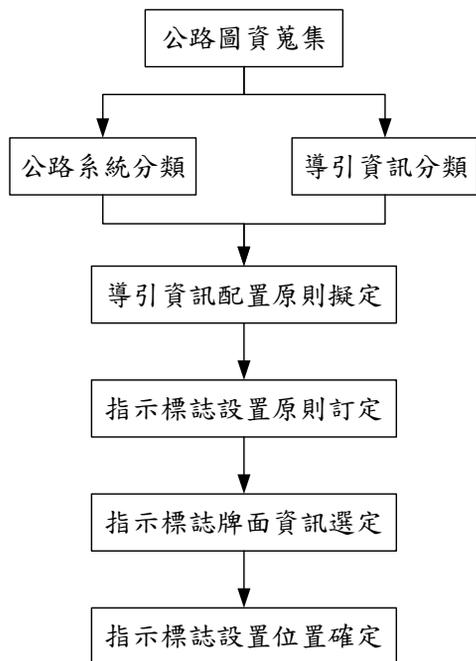 公路圖資蒐集
公路系統分類
導引資訊分類
導引資訊配置原則擬定
指示標誌設置原則訂定
指示標誌牌面資訊選定
指示標誌設置位置確定